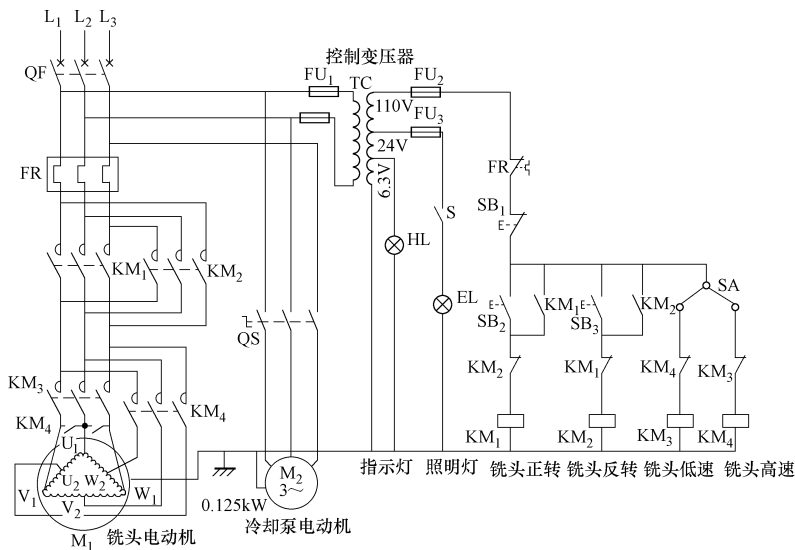 L₁ L₂ L₃
控制变压器
QF
FU₁ TC FU₂
110V
FU₃
24V
6.3V
FR
FR
S
SB₁
HL
KM₁ KM₂
SA
EL
SB₂ KM₁ SB₃ KM₂
QS
KM₂ KM₁ KM₄ KM₃
KM₃
KM₄
KM₄
KM₁ KM₂ KM₃ KM₄
U₁
指示灯 照明灯 铣头正转 铣头反转 铣头低速 铣头高速
U₂ W₂
M₂
3～
V₁ V₂ W₁
0.125kW
冷却泵电动机
铣头电动机
M₁